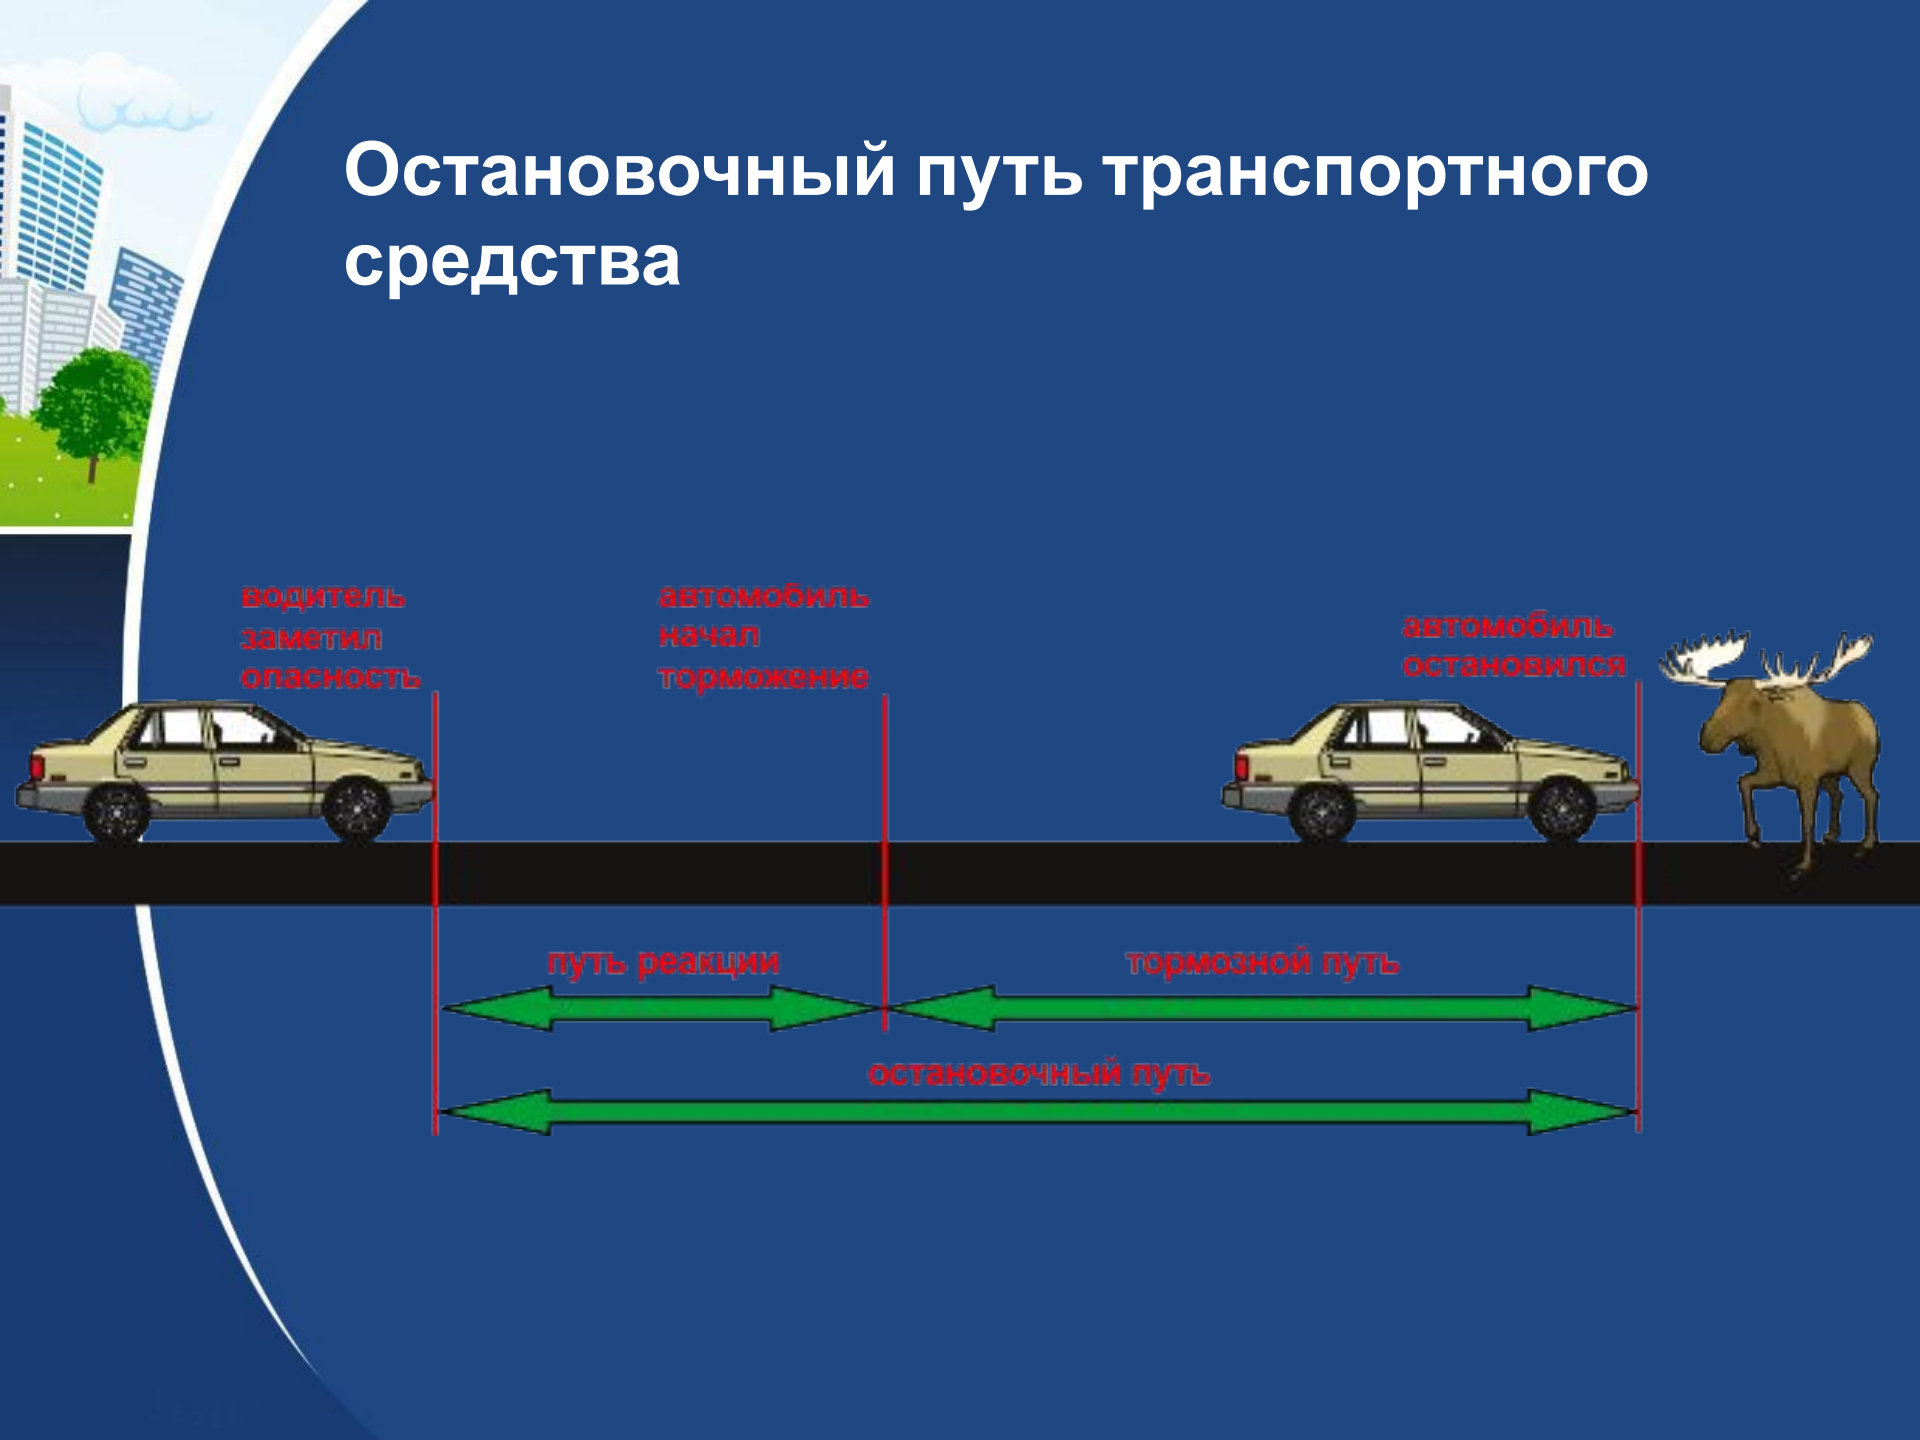 Остановочный путь транспортного
средства
водитель
заметил
опасность
автомобиль
начал
торможение
автомобиль
остановился
путь реакции
тормозной путь
остановочный путь